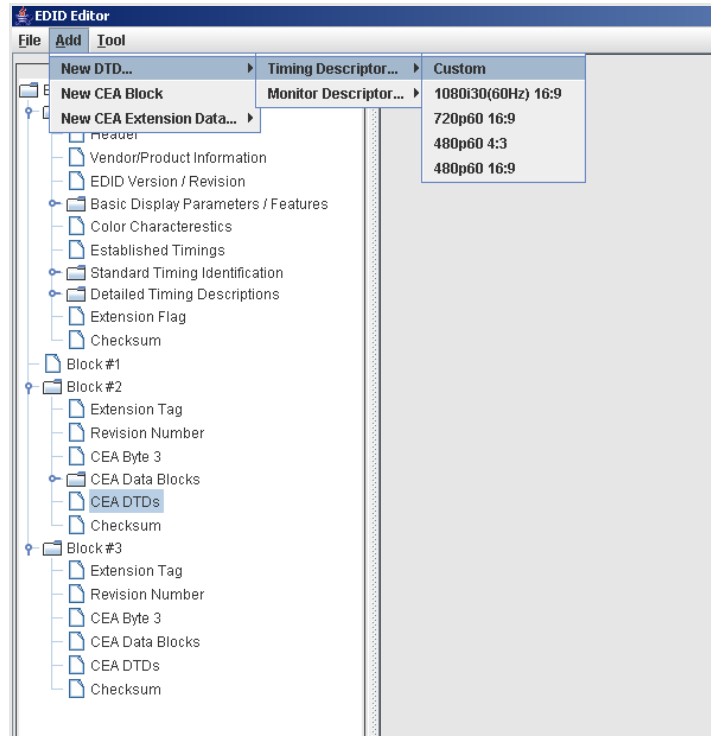 EDID Editor
File Add Tool
New DTD...
Timing Descriptor...
Custom
New CEA Block
Monitor Descriptor...
1080i30(60Hz) 16:9
New CEA Extension Data...
720p60 16:9
480p60 4:3
480p60 16:9
E
Header
Vendor/Product Information
EDID Version / Revision
Basic Display Parameters / Features
Color Characterestics
Established Timings
Standard Timing Identification
Detailed Timing Descriptions
Extension Flag
Checksum
Block #1
Block #2
Extension Tag
Revision Number
CEA Byte 3
CEA Data Blocks
CEA DTDs
Checksum
Block #3
Extension Tag
Revision Number
CEA Byte 3
CEA Data Blocks
CEA DTDs
Checksum